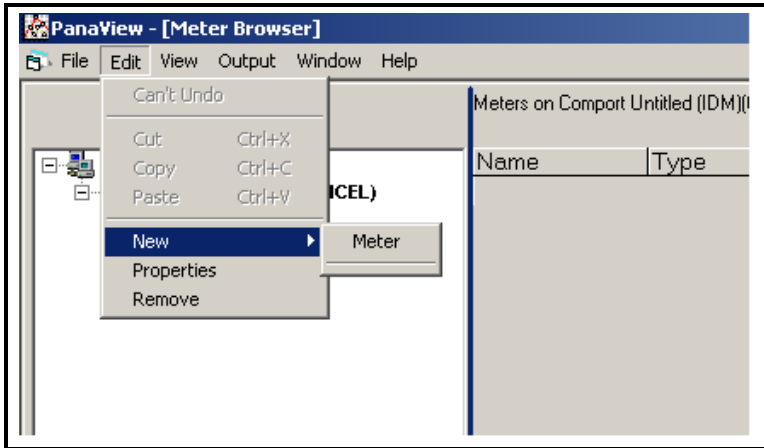 PanaView - [Meter Browser]
File Edit View Output Window Help
Can't Undo
Meters on Comport Untitled (IDM)(
Cut Ctrl+X
Name Type
Copy Ctrl+C
Paste Ctrl+V ICEL)
New Meter
Properties
Remove